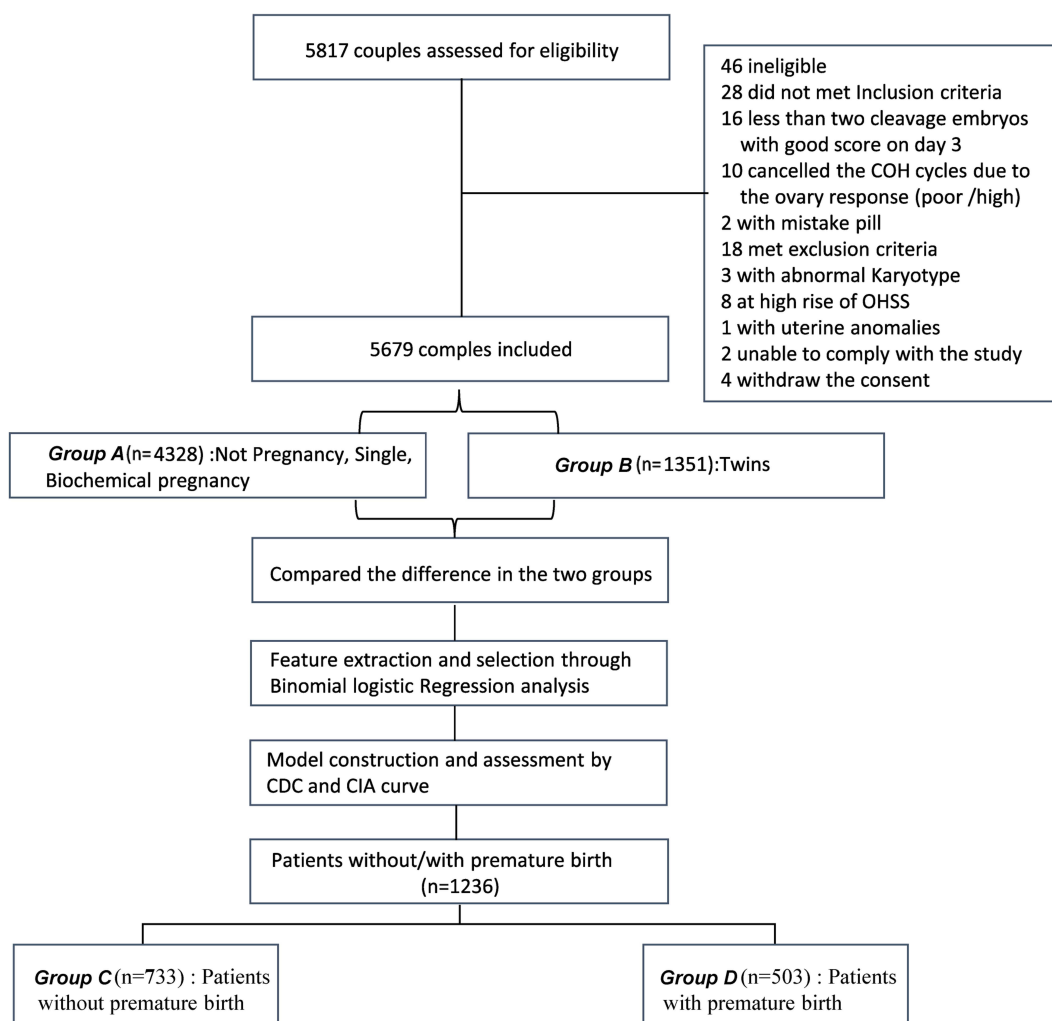 5817 couples assessed for eligibility
46 ineligible
28 did not met Inclusion criteria
16 less than two cleavage embryos
with good score on day 3
10 cancelled the COH cycles due to
the ovary response (poor /high)
2 with mistake pill
18 met exclusion criteria
3 with abnormal Karyotype
8 at high rise of OHSS
1 with uterine anomalies
2 unable to comply with the study
4 withdraw the consent
5679 comples included
Group A(n=4328) :Not Pregnancy, Single,
Biochemical pregnancy
Group B (n=1351):Twins
Compared the difference in the two groups
Feature extraction and selection through
Binomial logistic Regression analysis
Model construction and assessment by
CDC and CIA curve
Patients without/with premature birth
(n=1236)
Group C(n=733) : Patients
without premature birth
Group D(n=503) : Patients
with premature birth